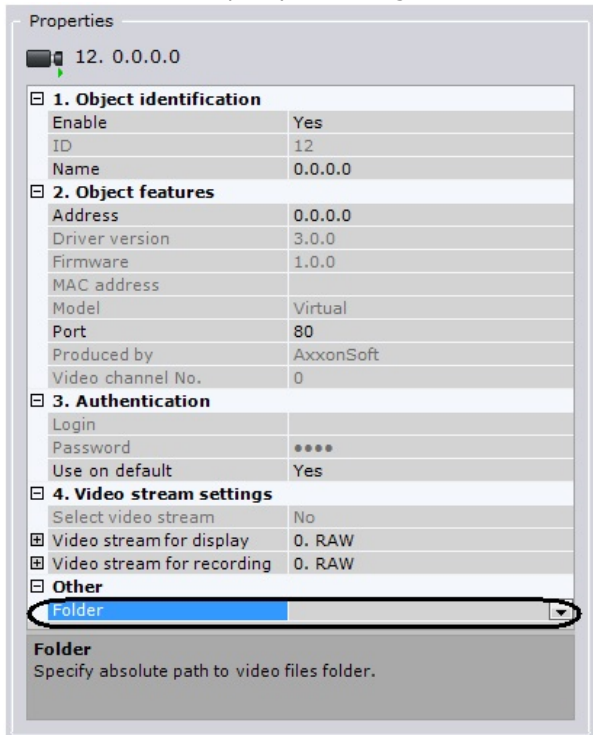 Properties
12. 0.0.0.0
1. Object identification
Enable Yes
ID 12
Name 0.0.0.0
2. Object features
Address 0.0.0.0
Driver version 3.0.0
Firmware 1.0.0
MAC address
Model Virtual
Port 80
Produced by AxxonSoft
Video channel No. 0
3. Authentication
Login
Password ●●●●
Use on default Yes
4. Video stream settings
Select video stream No
Video stream for display 0. RAW
Video stream for recording 0. RAW
Other
Folder
Folder
Specify absolute path to video files folder.